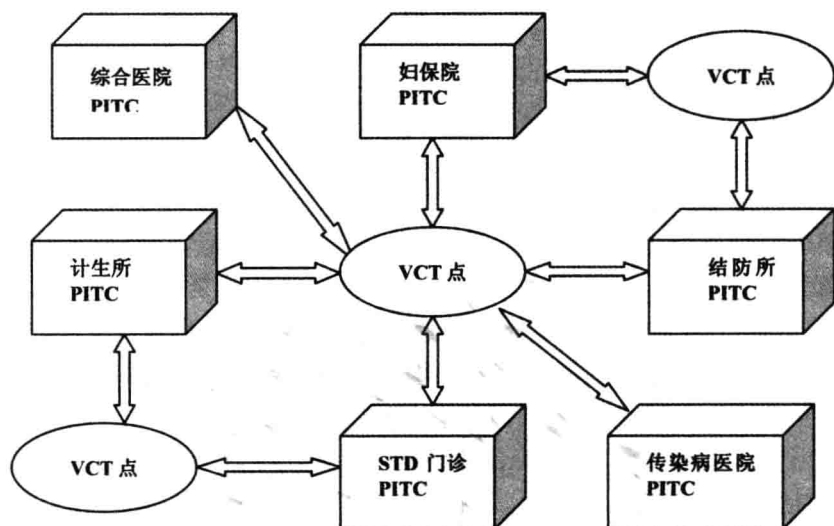 综合医院
PITC
妇保院
PITC
VCT 点
计生所
PITC
VCT 点
结防所
PITC
VCT 点
STD 门诊
PITC
传染病医院
PITC